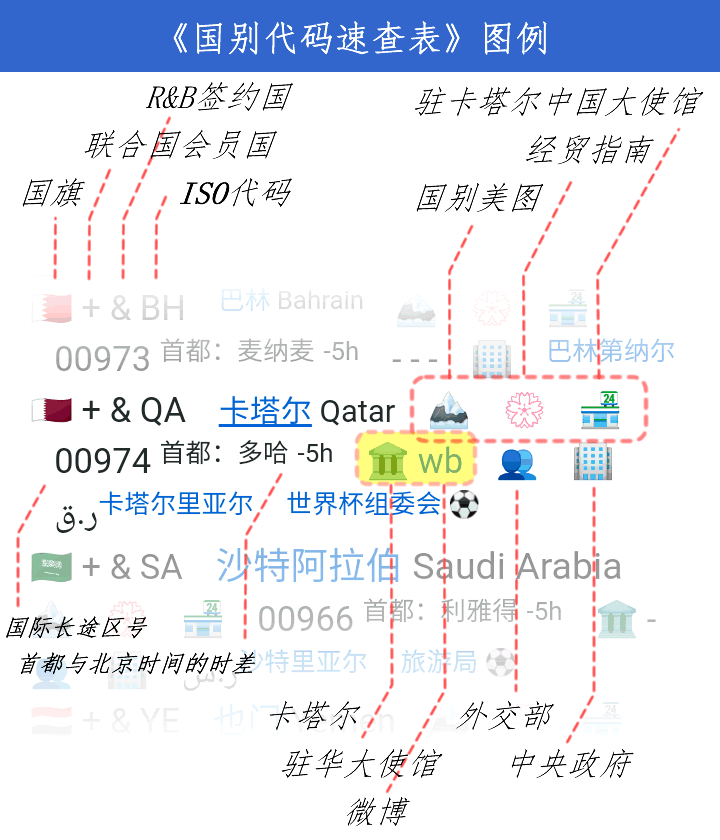 《国别代码速查表》图例
R&B签约国
驻卡塔尔中国大使馆
联合国会员国
经贸指南
国旗
ISO代码
国别美图
+ & BH 巴林 Bahrain
00973 首都：麦纳麦 -5h - - - 巴林第纳尔
+ & QA 卡塔尔 Qatar 24
00974 首都：多哈 -5h wb
ر.ق 卡塔尔里亚尔 世界杯组委会
+ & SA 沙特阿拉伯 Saudi Arabia
24 00966 首都：利雅得 -5h -
国际长途区号
首都与北京时间的时差
ر.س 沙特里亚尔 旅游局
+ & YE 也门 Yemen
卡塔尔
驻华大使馆
微博
外交部
中央政府